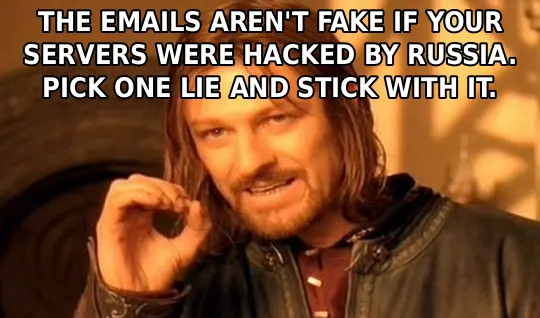 THE EMAILS AREN'T FAKE IF YOUR
SERVERS WERE HACKED BY RUSSIA.
PICK ONE LIE AND STICK WITH IT.